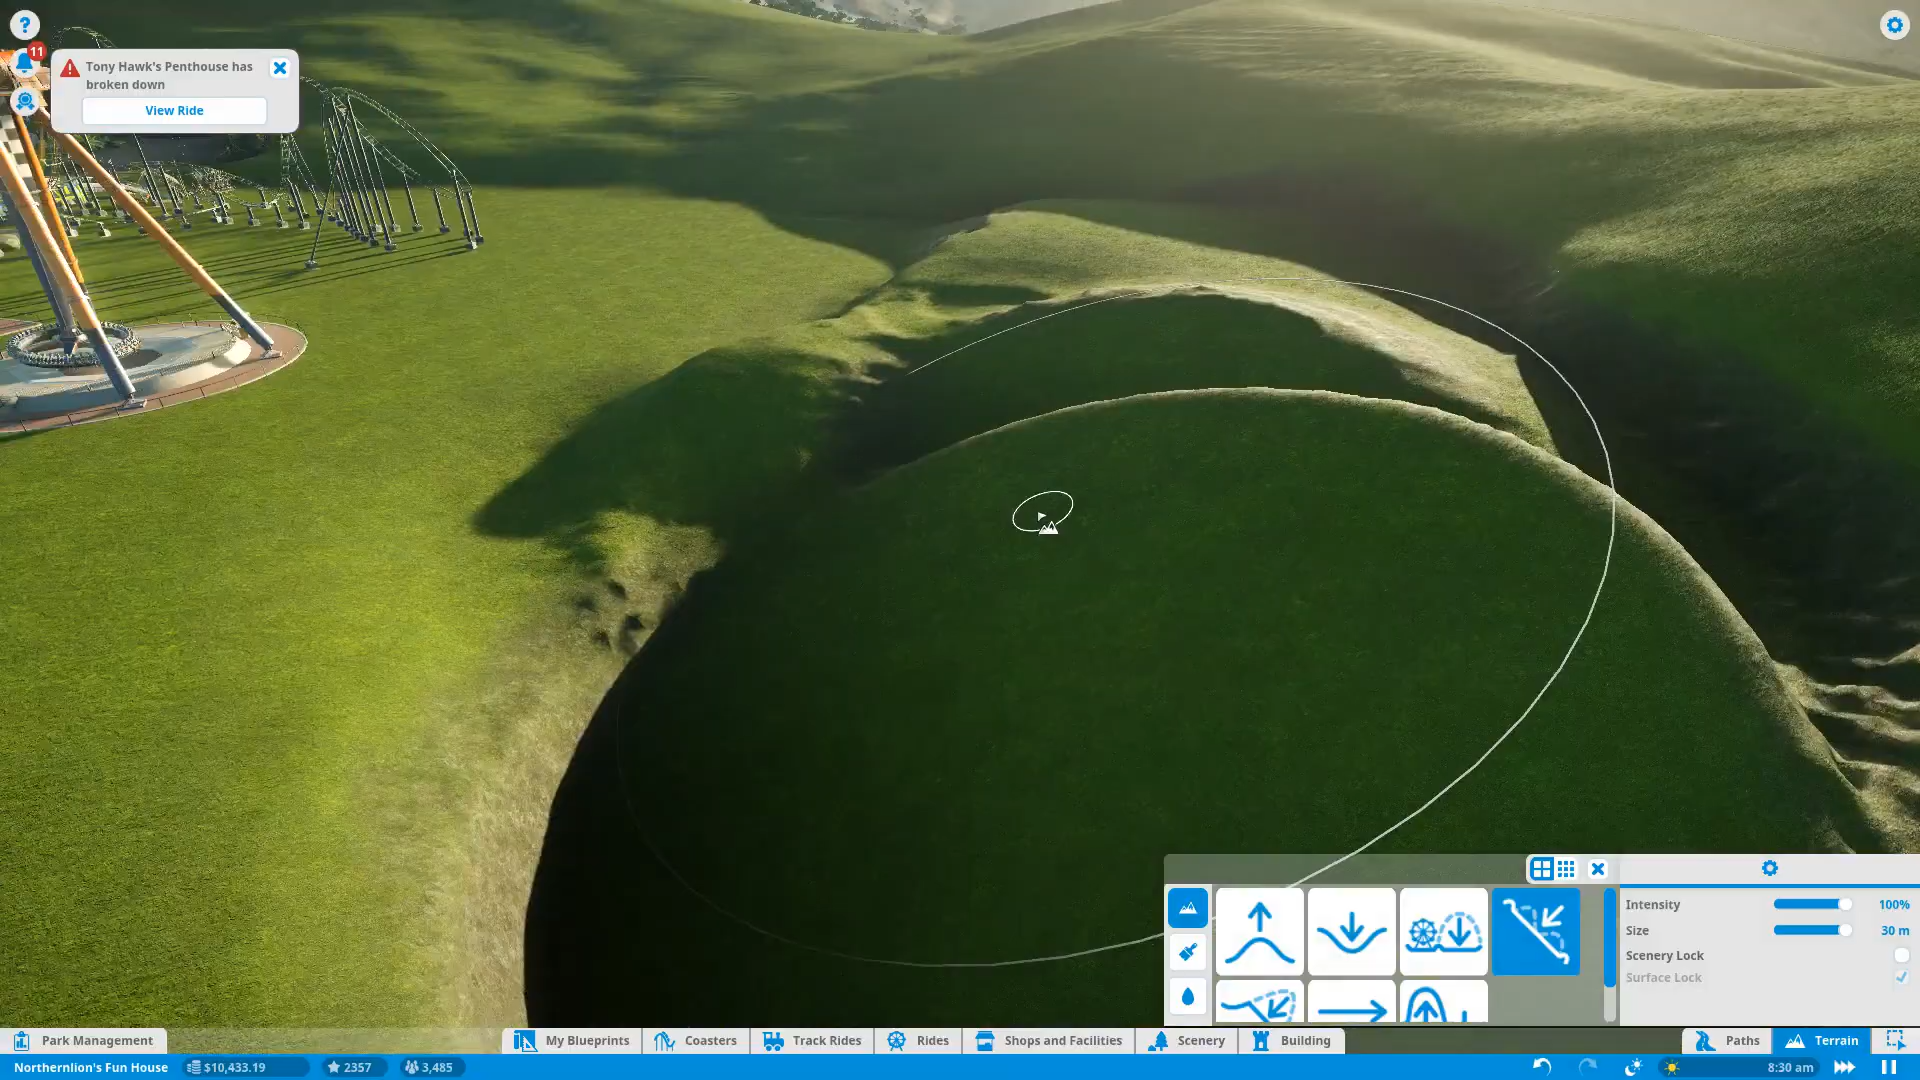 ?
11
Tony Hawk's Penthouse has
broken down
View Ride
Intensity 100%
Size 30 m
Scenery Lock
Surface Lock
Park Management
My Blueprints
Coasters
Track Rides
Rides
Shops and Facilities
Scenery
Building
Paths
Terrain
Northernlion's Fun House
$10,433.19
2357
3,485
8:30 am